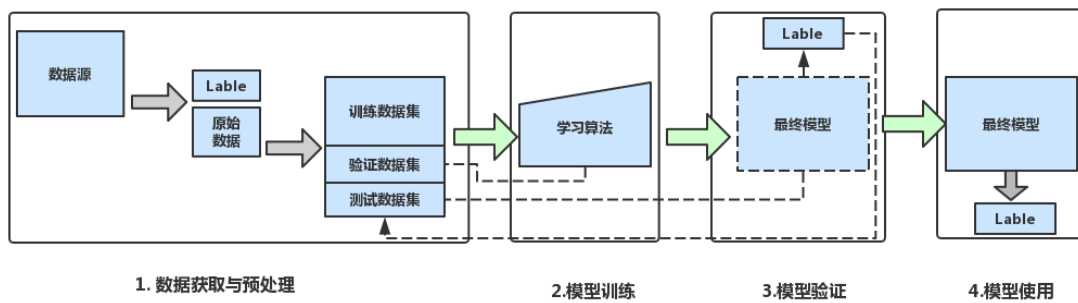 数据源
Lable
原始
数据
训练数据集
验证数据集
测试数据集
学习算法
Lable
最终模型
最终模型
Lable
1. 数据获取与预处理
2.模型训练
3.模型验证
4.模型使用